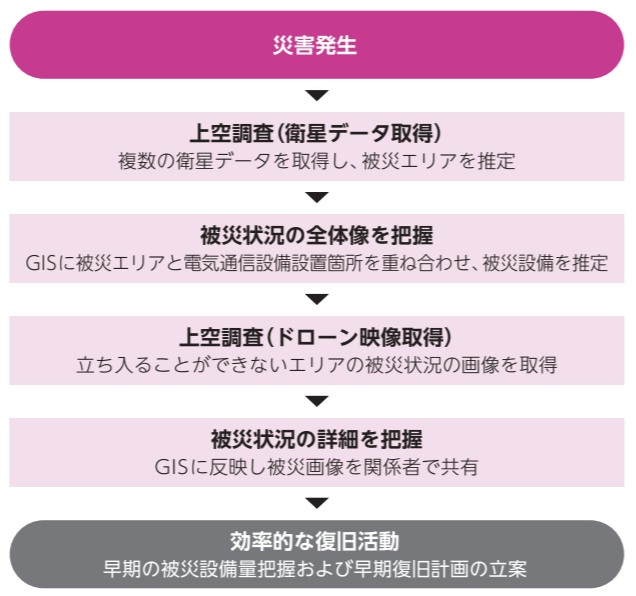 災害発生
上空調査(衛星データ取得)
複数の衛星データを取得し、被災エリアを推定
被災状況の全体像を把握
GISに被災エリアと電気通信設備設置箇所を重ね合わせ、被災設備を推定
上空調査(ドローン映像取得)
立ち入ることができないエリアの被災状況の画像を取得
被災状況の詳細を把握
GISに反映し被災画像を関係者で共有
効率的な復旧活動
早期の被災設備量把握および早期復旧計画の立案